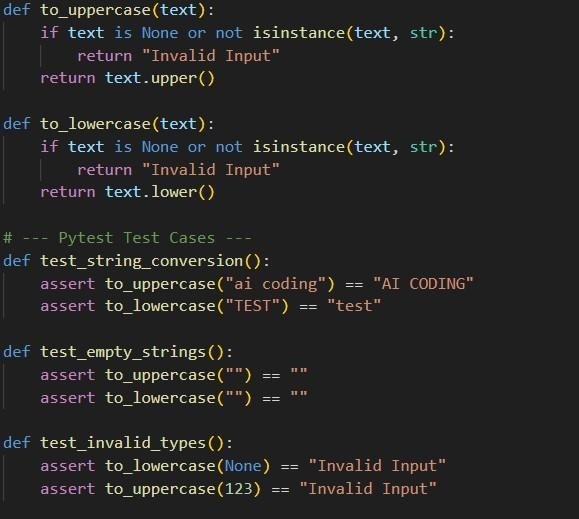 def to_uppercase(text):
    if text is None or not isinstance(text, str):
        return "Invalid Input"
    return text.upper()

def to_lowercase(text):
    if text is None or not isinstance(text, str):
        return "Invalid Input"
    return text.lower()

# --- Pytest Test Cases ---
def test_string_conversion():
    assert to_uppercase("ai coding") == "AI CODING"
    assert to_lowercase("TEST") == "test"

def test_empty_strings():
    assert to_uppercase("") == ""
    assert to_lowercase("") == ""

def test_invalid_types():
    assert to_lowercase(None) == "Invalid Input"
    assert to_uppercase(123) == "Invalid Input"